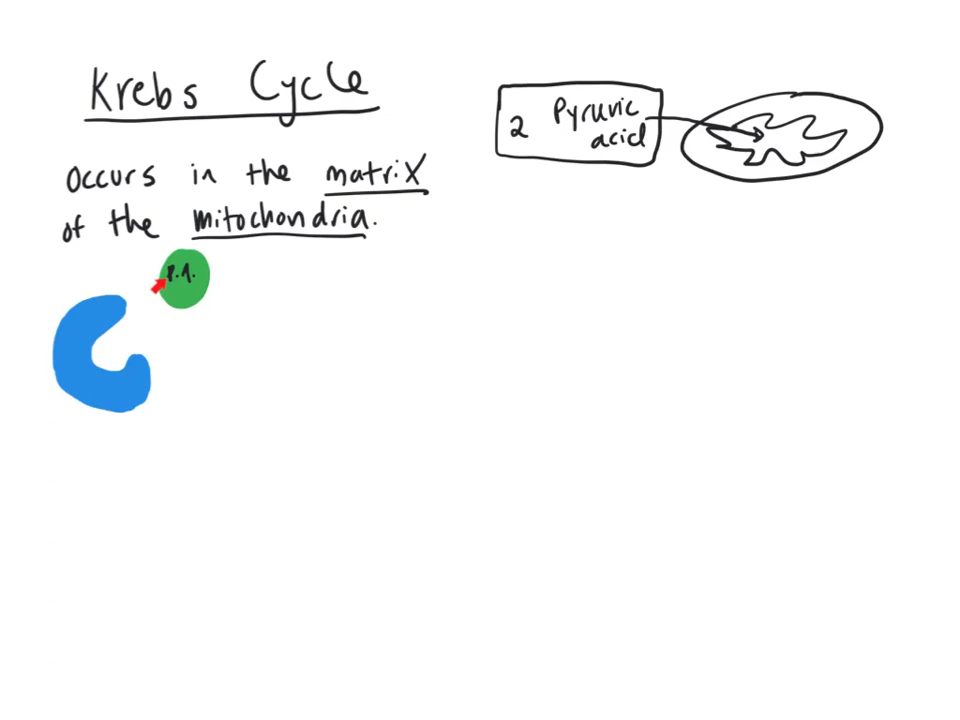 Krebs Cycle
2 Pyruvic
acid
occurs in the matrix
of the mitochondria.
P.A.